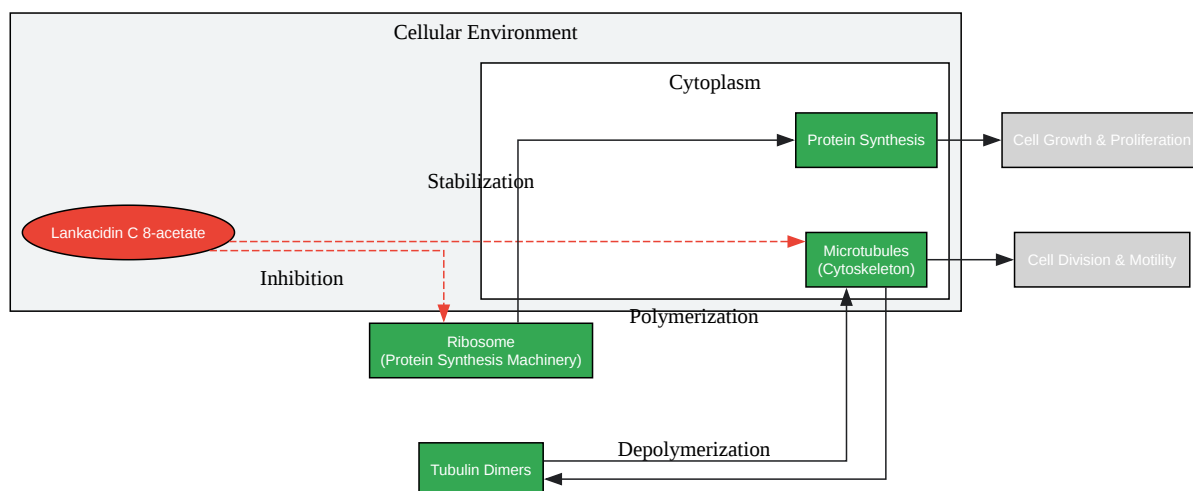 Cellular Environment
Cytoplasm
Protein Synthesis
Cell Growth & Proliferation
Stabilization
Lankacidin C 8-acetate
Microtubules
(Cytoskeleton)
Cell Division & Motility
Inhibition
Polymerization
Ribosome
(Protein Synthesis Machinery)
Depolymerization
Tubulin Dimers